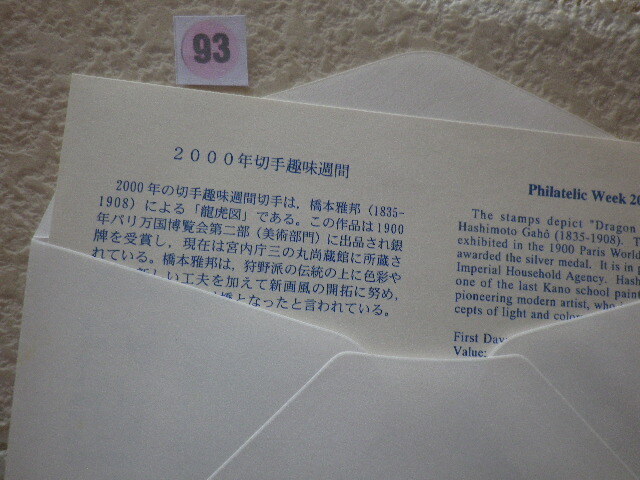 93
2000年切手趣味週間
2000年の切手趣味週間切手は，橋本雅邦（1835-
1908）による「龍虎図」である。この作品は1900
年パリ万国博覧会第二部（美術部門）に出品され銀
牌を受賞し，現在は宮内庁三の丸尚蔵館に所蔵さ
れている。橋本雅邦は，狩野派の伝統の上に色彩や
新しい工夫を加えて新画風の開拓に努め，
橋となったと言われている。
Philatelic Week 20
The stamps depict "Dragon
Hashimoto Gahō (1835-1908). T
exhibited in the 1900 Paris World
awarded the silver medal. It is in
Imperial Household Agency. Hash
one of the last Kano school paint
pioneering modern artist, who
cepts of light and colo
First Day
Value: